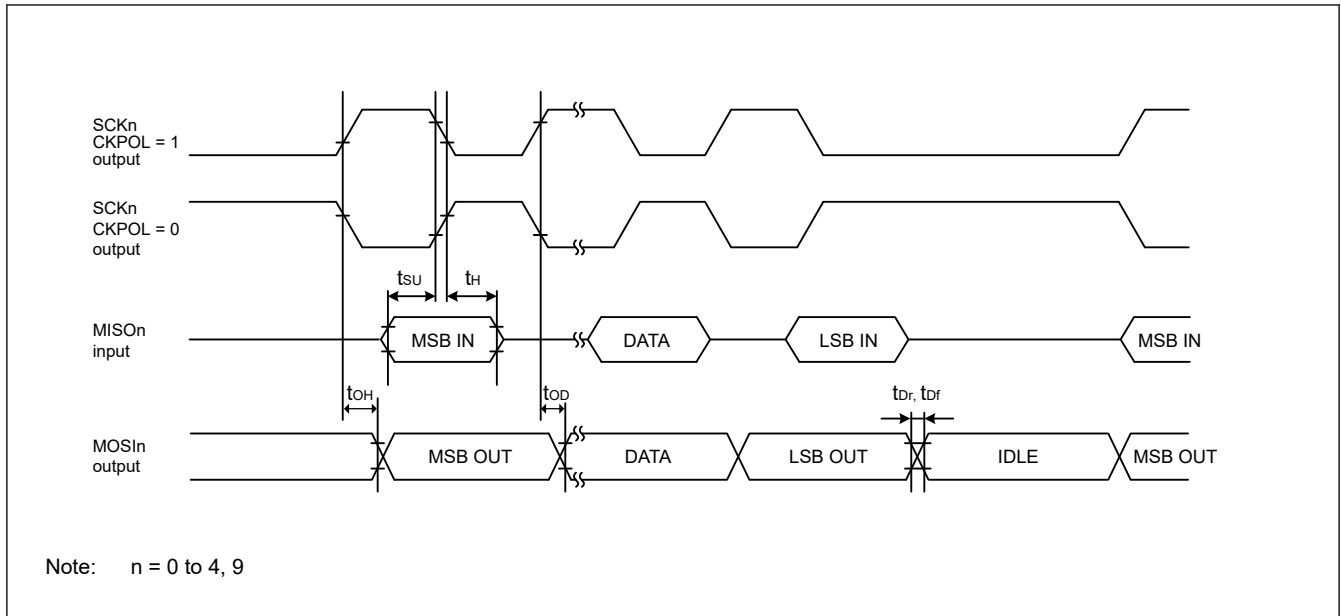 SCKn
CKPOL = 1
output
SCKn
CKPOL = 0
output
tSU
tH
MISOn
input
MSB IN
DATA
LSB IN
MSB IN
tOH
tOD
tDr, tDf
MOSIn
output
MSB OUT
DATA
LSB OUT
IDLE
MSB OUT
Note: n = 0 to 4, 9